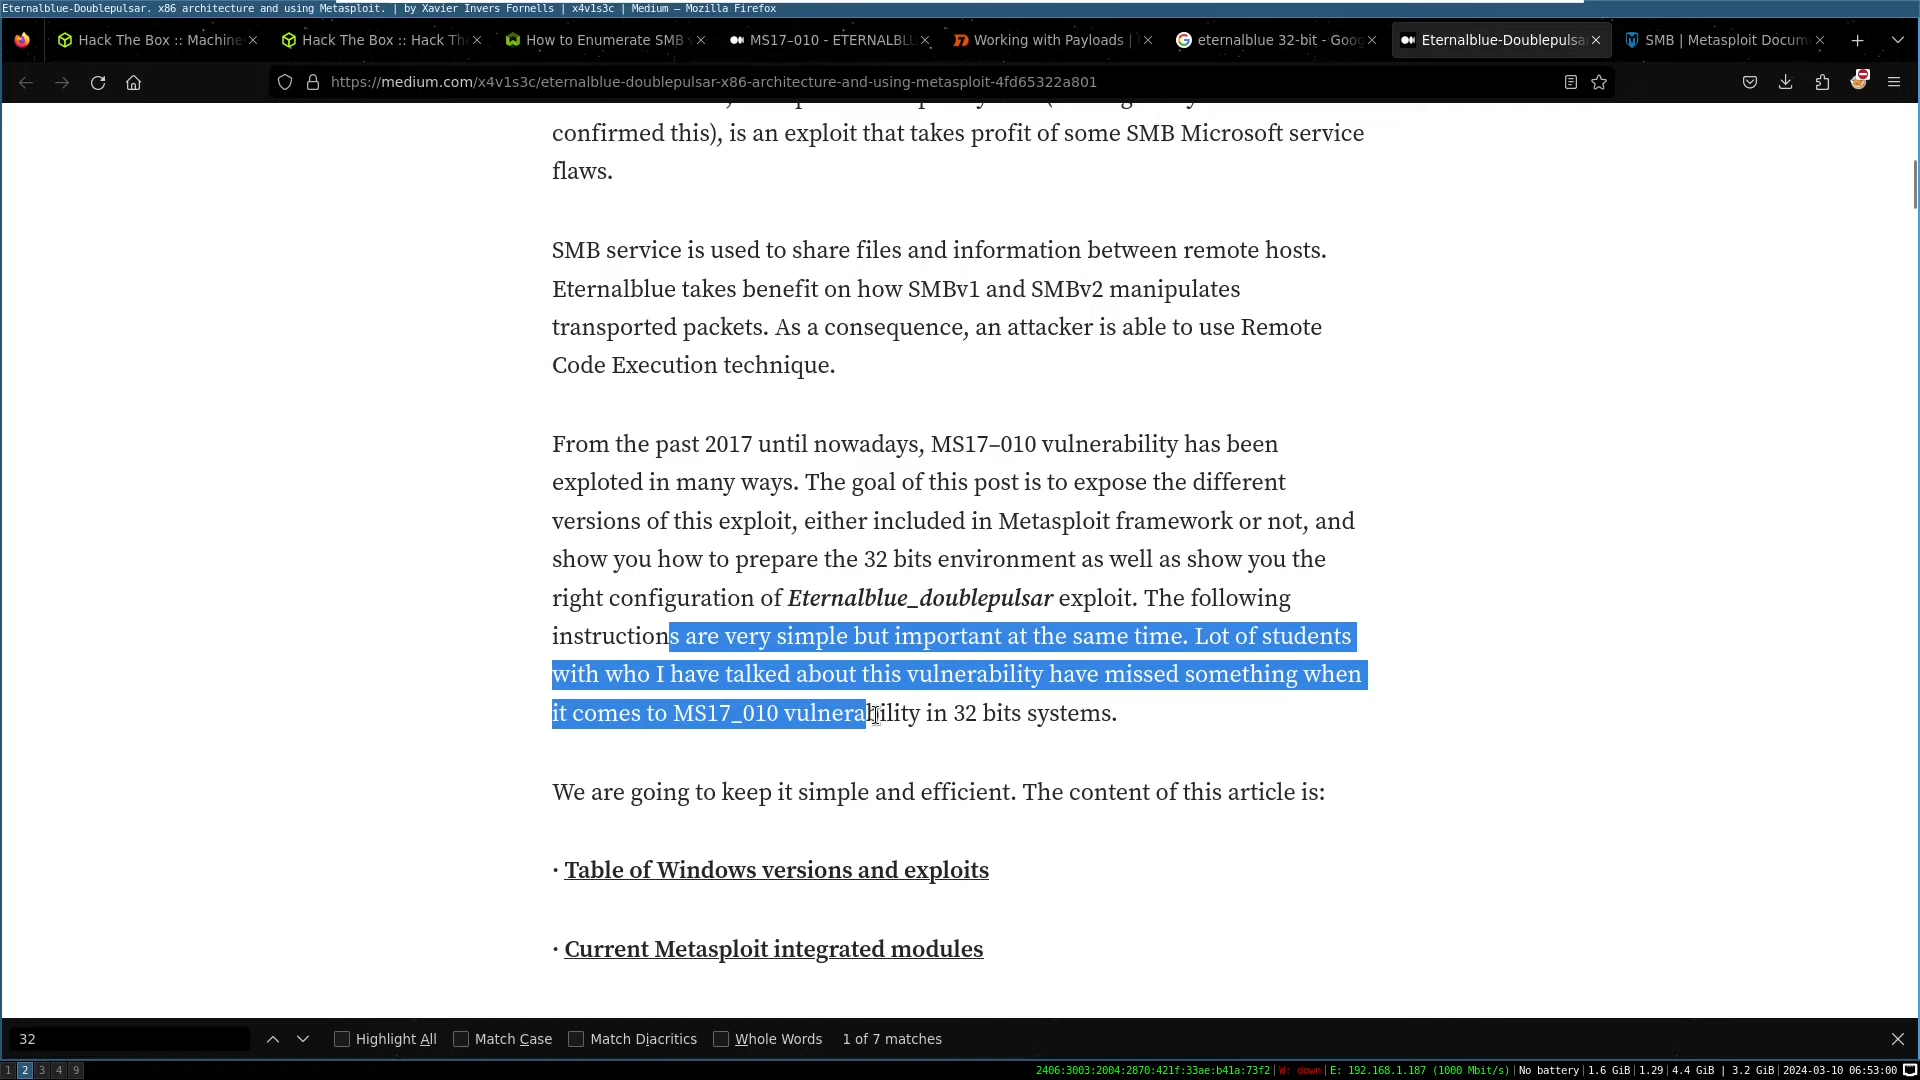 Eternalblue-Doublepulsar. x86 architecture and using Metasploit. | by Xavier Invers Fornells | x4v1s3c | Medium — Mozilla Firefox
Hack The Box :: Machine
Hack The Box :: Hack Th
How to Enumerate SMB
MS17–010 - ETERNALBLU
Working with Payloads |
eternalblue 32-bit - Goog
Eternalblue-Doublepulsa
SMB | Metasploit Docum
https://medium.com/x4v1s3c/eternalblue-doublepulsar-x86-architecture-and-using-metasploit-4fd65322a801
confirmed this), is an exploit that takes profit of some SMB Microsoft service
flaws.
SMB service is used to share files and information between remote hosts.
Eternalblue takes benefit on how SMBv1 and SMBv2 manipulates
transported packets. As a consequence, an attacker is able to use Remote
Code Execution technique.
From the past 2017 until nowadays, MS17–010 vulnerability has been
exploted in many ways. The goal of this post is to expose the different
versions of this exploit, either included in Metasploit framework or not, and
show you how to prepare the 32 bits environment as well as show you the
right configuration of Eternalblue_doublepulsar exploit. The following
instructions are very simple but important at the same time. Lot of students
with who I have talked about this vulnerability have missed something when
it comes to MS17_010 vulnerability in 32 bits systems.
We are going to keep it simple and efficient. The content of this article is:
· Table of Windows versions and exploits
· Current Metasploit integrated modules
32 Highlight All Match Case Match Diacritics Whole Words 1 of 7 matches
1 2 3 4 9 2406:3003:2004:2870:421f:33ae:b41a:73f2 | W: down | E: 192.168.1.187 (1000 Mbit/s) | No battery | 1.6 GiB | 1.29 | 4.4 GiB | 3.2 GiB | 2024-03-10 06:53:00